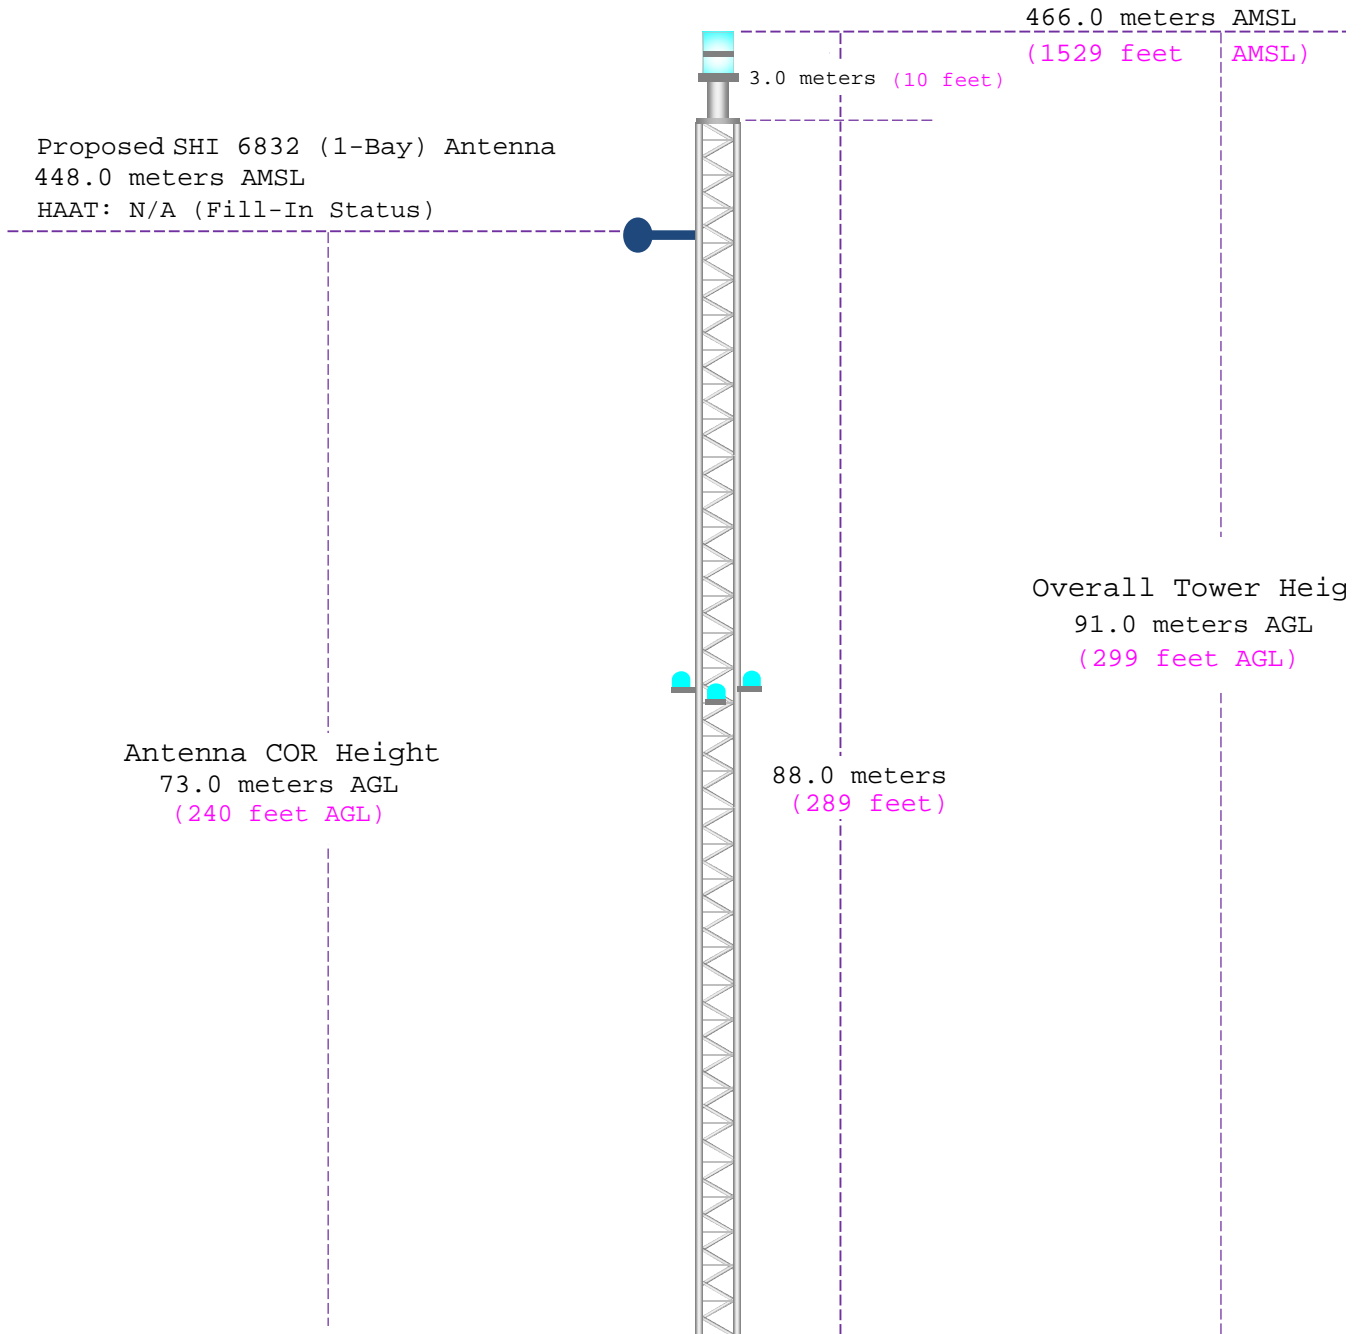 466.0 meters AMSL
(1529 feet AMSL)
3.0 meters (10 feet)
Proposed SHI 6832 (1-Bay) Antenna
448.0 meters AMSL
HAAT: N/A (Fill-In Status)
Overall Tower Heig
91.0 meters AGL
(299 feet AGL)
Antenna COR Height
73.0 meters AGL
(240 feet AGL)
88.0 meters
(289 feet)